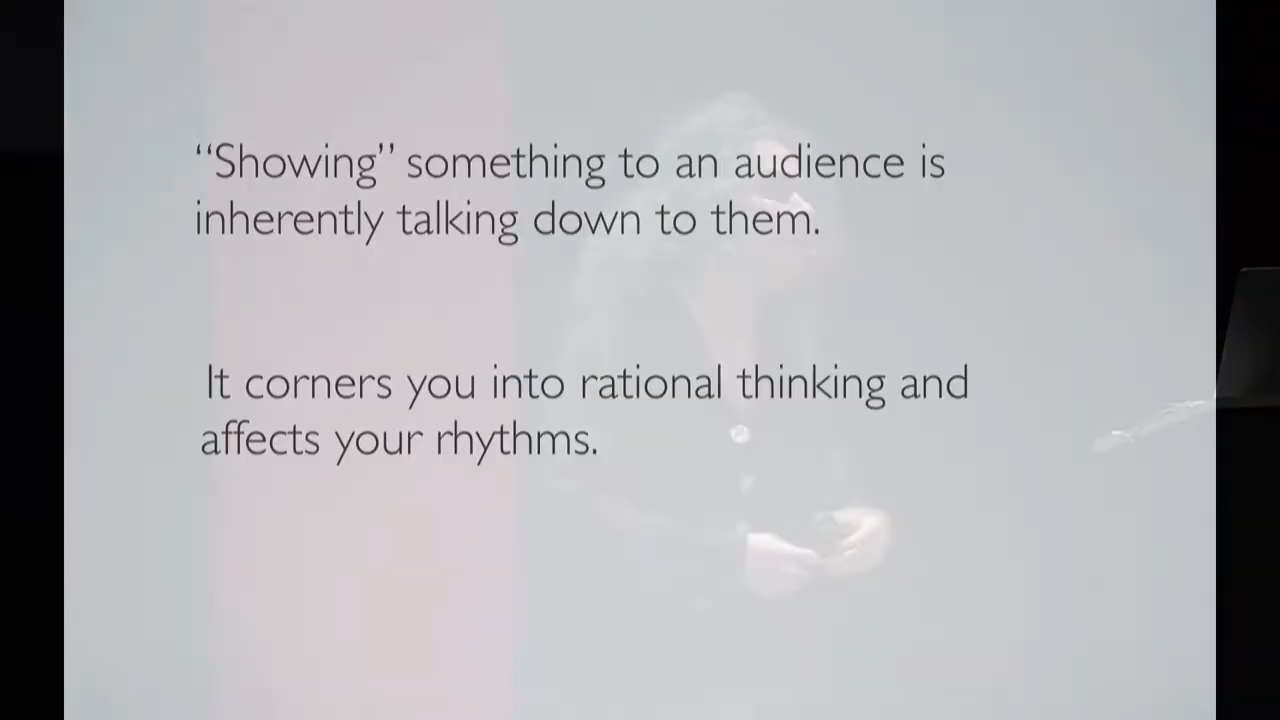 “Showing” something to an audience is
inherently talking down to them.
It corners you into rational thinking and
affects your rhythms.